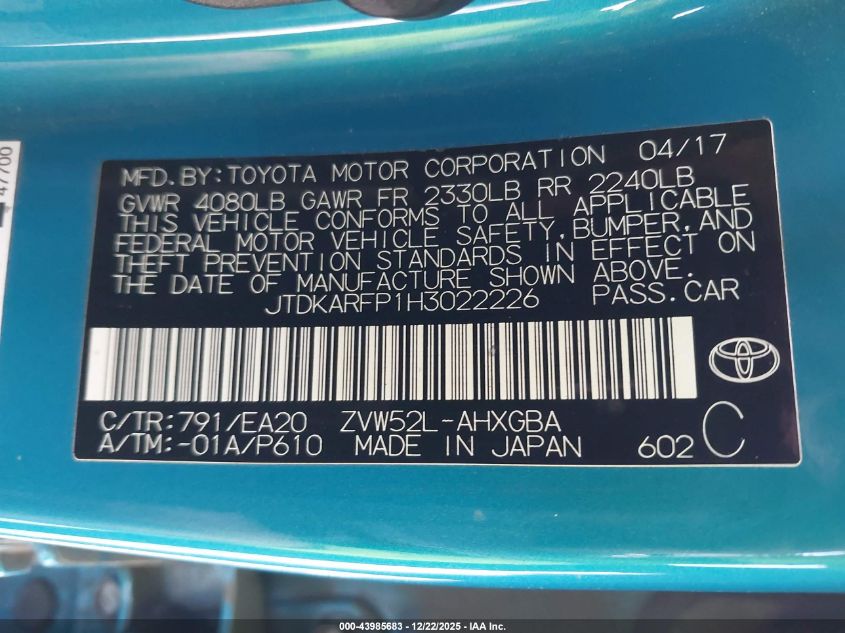 47700
MFD.BY:TOYOTA MOTOR CORPORATION 04/17
GVWR 4080LB GAWR FR 2330LB RR 2240LB
THIS VEHICLE CONFORMS TO ALL APPLICABLE
FEDERAL MOTOR VEHICLE SAFETY,BUMPER,AND
THEFT PREVENTION STANDARDS IN EFFECT ON
THE DATE OF MANUFACTURE SHOWN ABOVE.
JTDKARFP1H3022226 PASS.CAR
C/TR:791/EA20 ZVW52L-AHXGBA C
A/TM:-01A/P610 MADE IN JAPAN 602
000-43985683 - 12/22/2025 - IAA Inc.